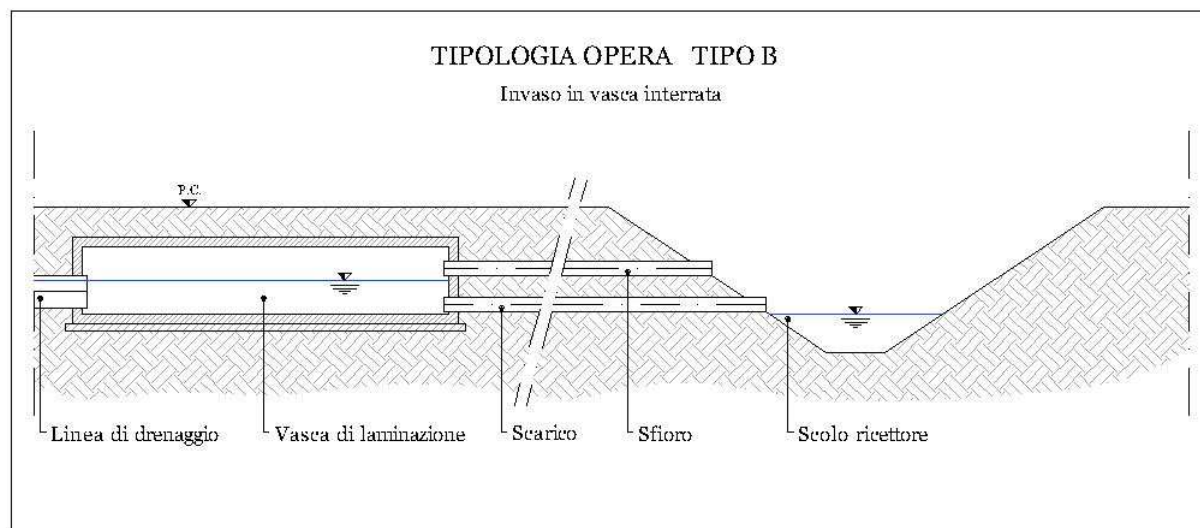 TIPOLOGIA OPERA TIPO B
Invaso in vasca interrata
P.C.
Linea di drenaggio
Vasca di laminazione
Scarico
Sfioro
Scolo ricettore